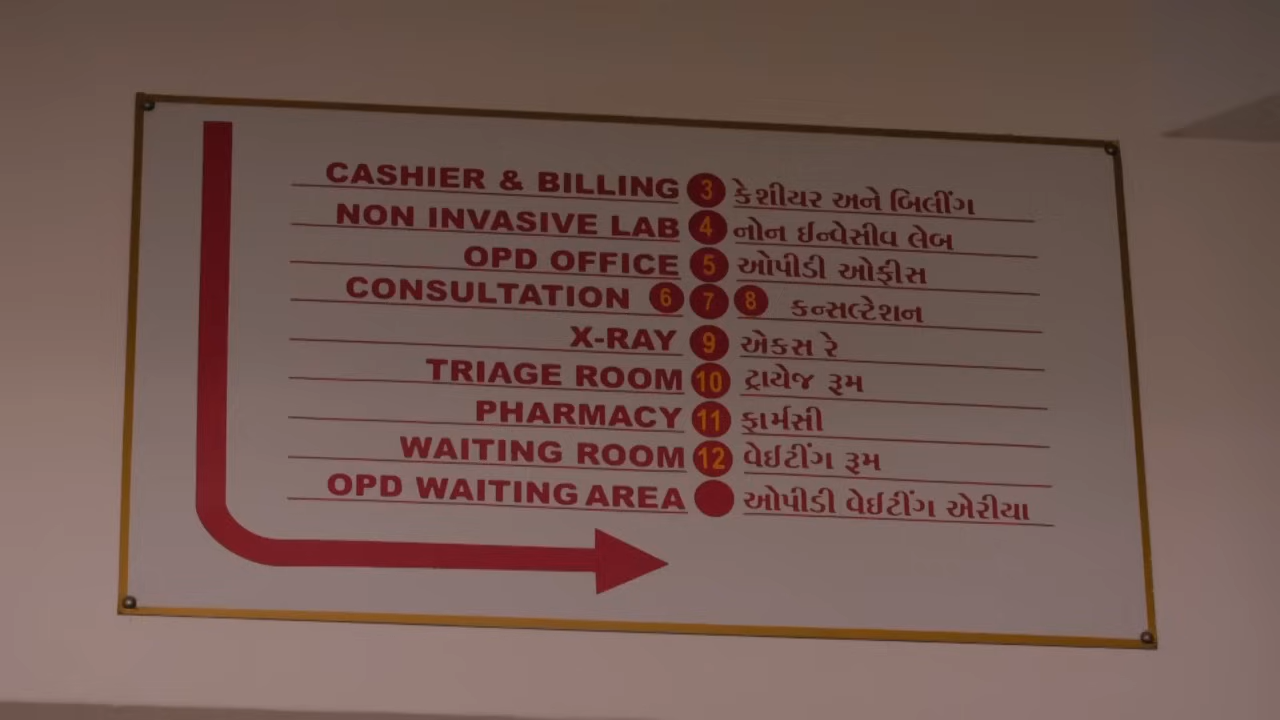 CASHIER & BILLING 3 કેશીયર અને બિલીંગ
NON INVASIVE LAB 4 નોન ઈન્વેસીવ લેબ
OPD OFFICE 5 ઓપીડી ઓફીસ
CONSULTATION 6 7 8 કન્સલ્ટેશન
X-RAY 9 એકસ રે
TRIAGE ROOM 10 ટ્રાયેજ રૂમ
PHARMACY 11 ફાર્મસી
WAITING ROOM 12 વેઈટીંગ રૂમ
OPD WAITING AREA ઓપીડી વેઈટીંગ એરીયા